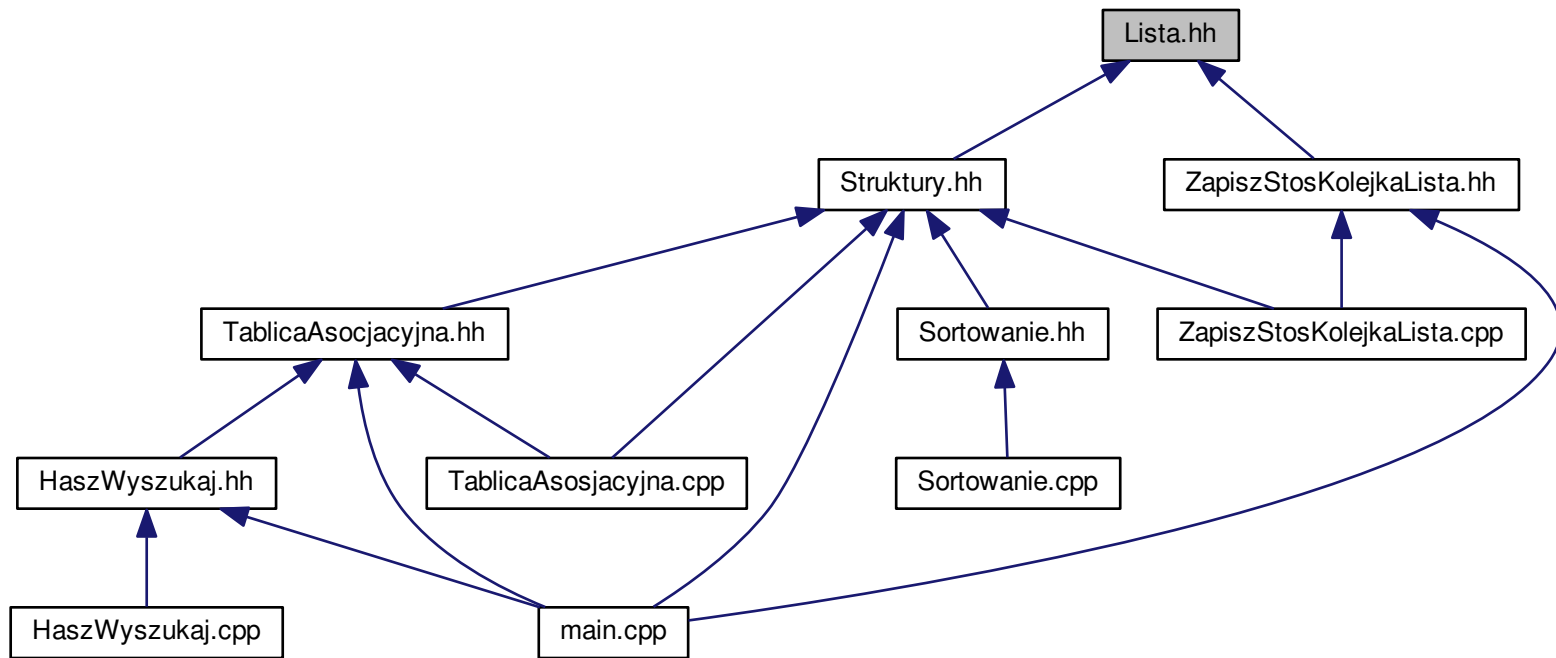 Lista.hh
Struktury.hh
ZapiszStosKolejkaLista.hh
TablicaAsocjacyjna.hh
Sortowanie.hh
ZapiszStosKolejkaLista.cpp
HaszWyszukaj.hh
TablicaAsosjacyjna.cpp
Sortowanie.cpp
HaszWyszukaj.cpp
main.cpp